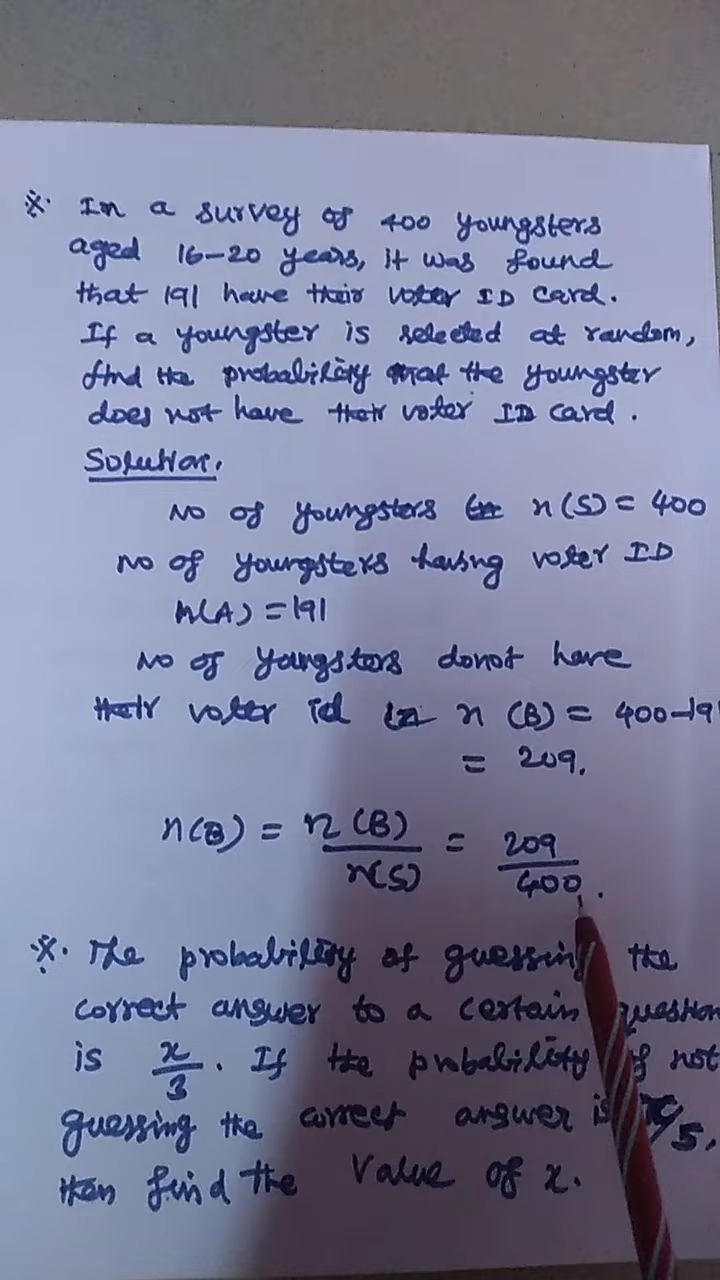 ※. In a survey of 400 youngsters
aged 16-20 years, it was found
that 191 have their voter ID card.
If a youngster is selected at random,
find the probability that the youngster
does not have their voter ID card.
Solution.
No of youngsters n(S) = 400
No of youngsters having voter ID
n(A) = 191
No of youngsters donot have
their voter id n (B) = 400-19
= 209.
n(B) = n(B)/n(S) = 209/400.
※. The probability of guessing the
correct answer to a certain question
is x/3. If the probability of not
guessing the correct answer is x/5,
then find the value of x.